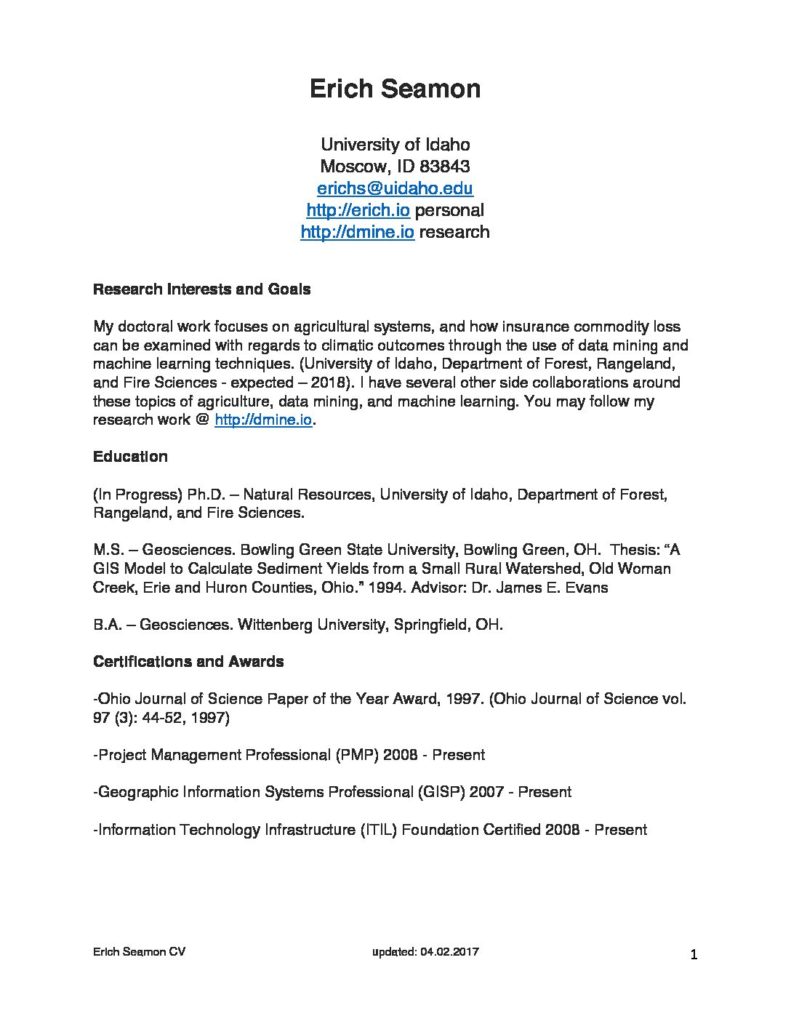 Erich Seamon
University of Idaho
Moscow, ID 83843
erichs@uidaho.edu
http://erich.io personal
http://dmine.io research
Research Interests and Goals
My doctoral work focuses on agricultural systems, and how insurance commodity loss
can be examined with regards to climatic outcomes through the use of data mining and
machine learning techniques. (University of Idaho, Department of Forest, Rangeland,
and Fire Sciences - expected – 2018). I have several other side collaborations around
these topics of agriculture, data mining, and machine learning. You may follow my
research work @ http://dmine.io.
Education
(In Progress) Ph.D. – Natural Resources, University of Idaho, Department of Forest,
Rangeland, and Fire Sciences.
M.S. – Geosciences. Bowling Green State University, Bowling Green, OH.  Thesis: “A
GIS Model to Calculate Sediment Yields from a Small Rural Watershed, Old Woman
Creek, Erie and Huron Counties, Ohio.” 1994. Advisor: Dr. James E. Evans
B.A. – Geosciences. Wittenberg University, Springfield, OH.
Certifications and Awards
-Ohio Journal of Science Paper of the Year Award, 1997. (Ohio Journal of Science vol.
97 (3): 44-52, 1997)
-Project Management Professional (PMP) 2008 - Present
-Geographic Information Systems Professional (GISP) 2007 - Present
-Information Technology Infrastructure (ITIL) Foundation Certified 2008 - Present
Erich Seamon CV updated: 04.02.2017 1